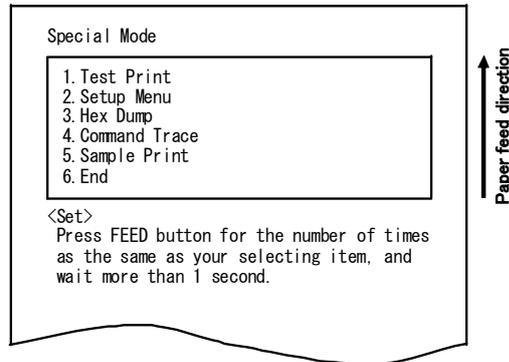 Special Mode
1. Test Print
2. Setup Menu
3. Hex Dump
4. Command Trace
5. Sample Print
6. End
<Set>
Press FEED button for the number of times
as the same as your selecting item, and
wait more than 1 second.
Paper feed direction